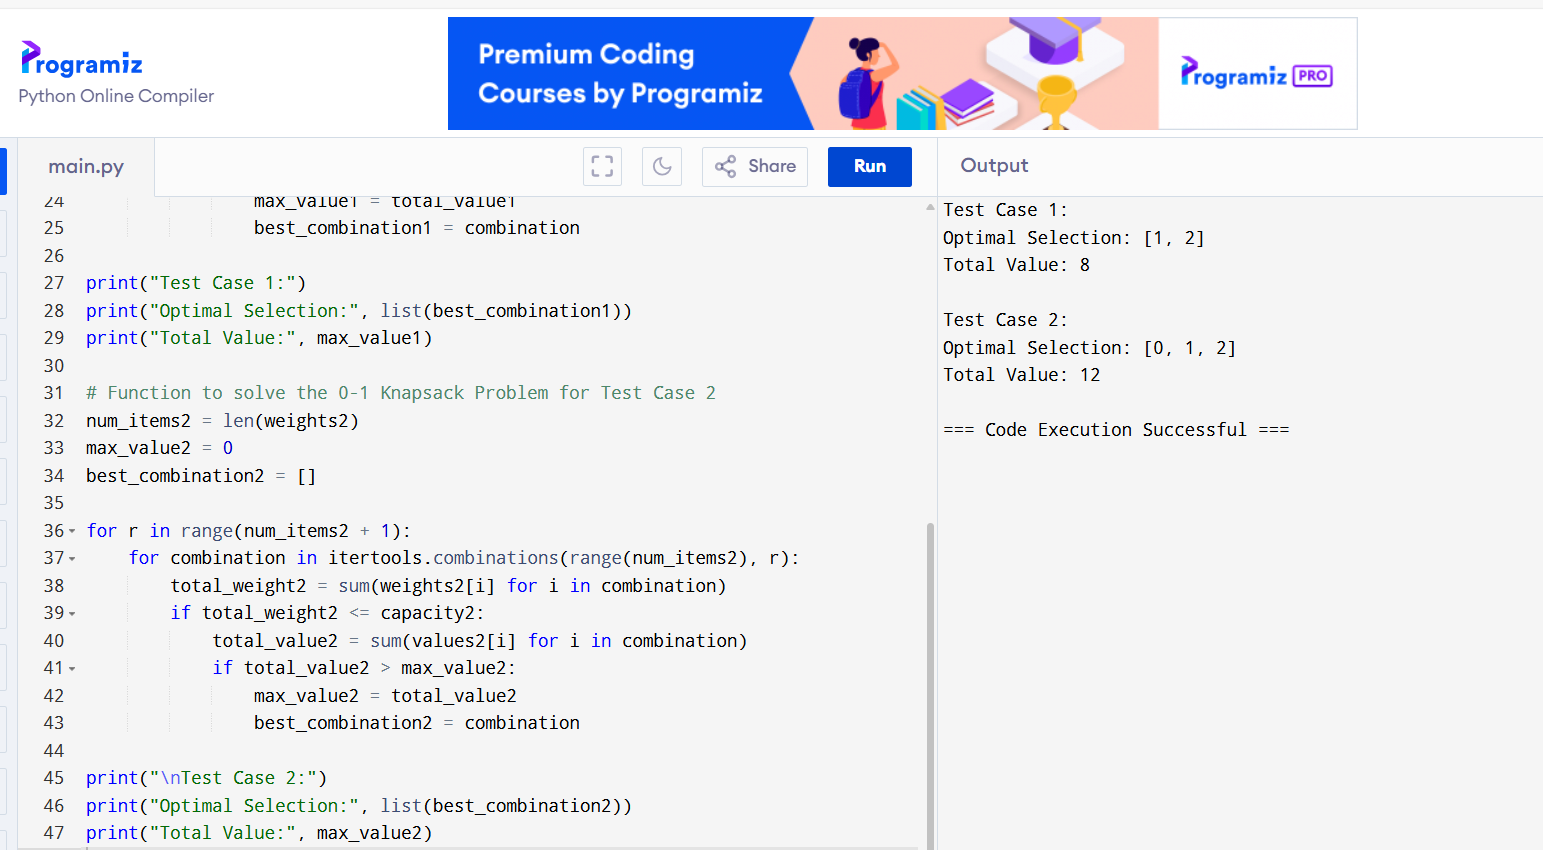 Programiz
Python Online Compiler
Premium Coding
Courses by Programiz
Programiz PRO
main.py
Share
Run
Output
24 max_value1 = total_value1
25 best_combination1 = combination
26
27 print("Test Case 1:")
28 print("Optimal Selection:", list(best_combination1))
29 print("Total Value:", max_value1)
30
31 # Function to solve the 0-1 Knapsack Problem for Test Case 2
32 num_items2 = len(weights2)
33 max_value2 = 0
34 best_combination2 = []
35
36 for r in range(num_items2 + 1):
37     for combination in itertools.combinations(range(num_items2), r):
38         total_weight2 = sum(weights2[i] for i in combination)
39         if total_weight2 <= capacity2:
40             total_value2 = sum(values2[i] for i in combination)
41             if total_value2 > max_value2:
42                 max_value2 = total_value2
43                 best_combination2 = combination
44
45 print("\nTest Case 2:")
46 print("Optimal Selection:", list(best_combination2))
47 print("Total Value:", max_value2)
Test Case 1:
Optimal Selection: [1, 2]
Total Value: 8
Test Case 2:
Optimal Selection: [0, 1, 2]
Total Value: 12
=== Code Execution Successful ===